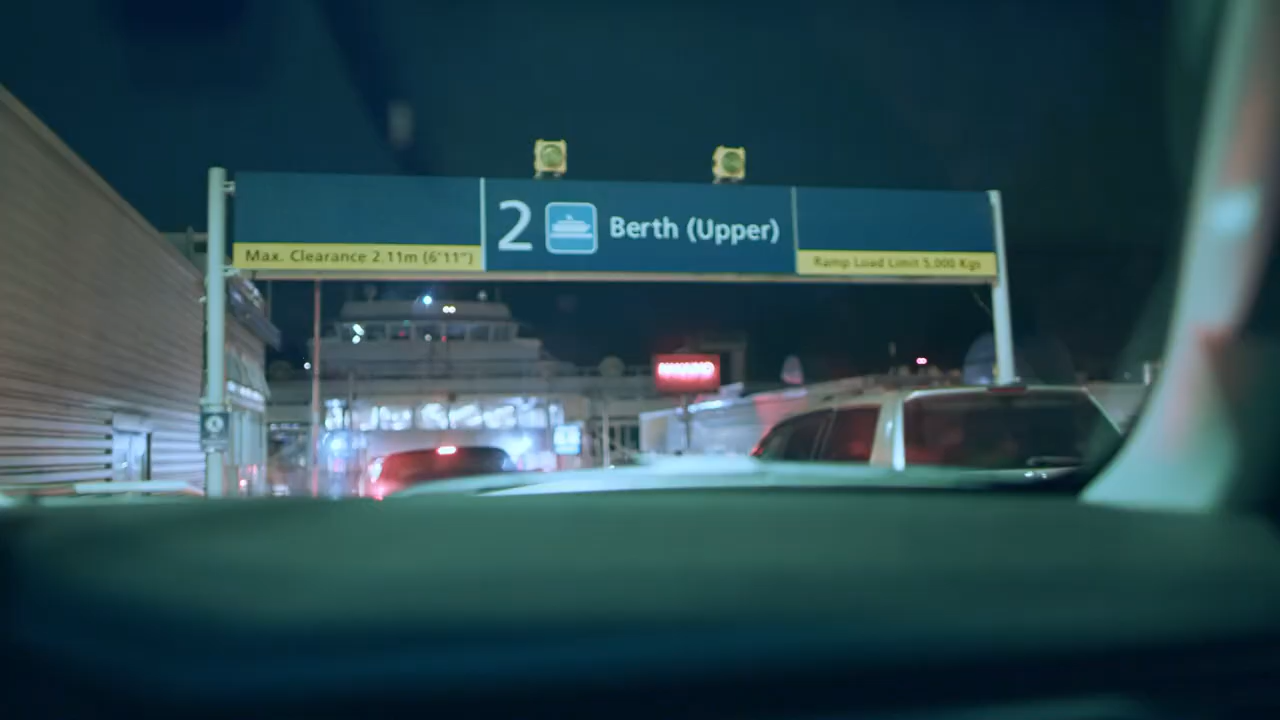 2 Berth (Upper)
Max. Clearance 2.11m (6'11")
Ramp Load Limit 5,000 Kgs